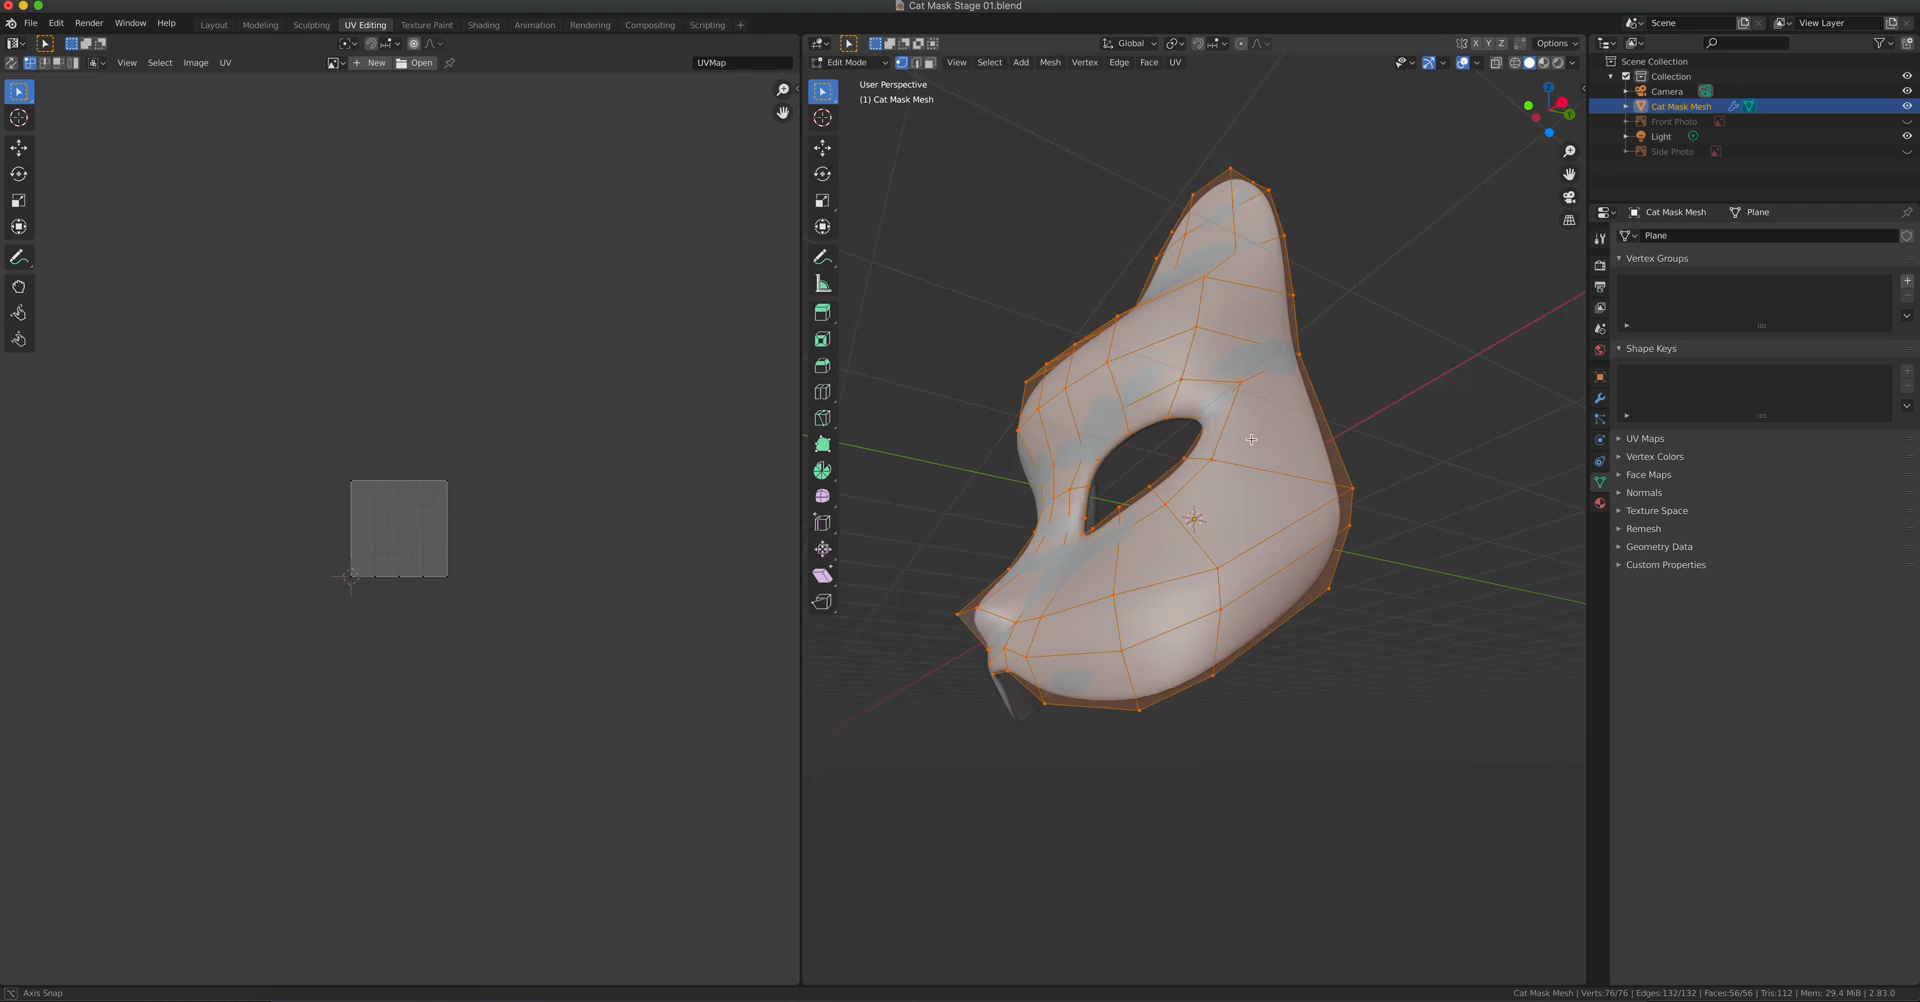 Cat Mask Stage 01.blend
File Edit Render Window Help Layout Modeling Sculpting UV Editing Texture Paint Shading Animation Rendering Compositing Scripting + Scene View Layer
Global X Y Z Options
View Select Image UV New Open UVMap Edit Mode View Select Add Mesh Vertex Edge Face UV
User Perspective
(1) Cat Mask Mesh
Z
Y
Scene Collection
Collection
Camera
Cat Mask Mesh
Front Photo
Light
Side Photo
Cat Mask Mesh Plane
Plane
Vertex Groups
Shape Keys
UV Maps
Vertex Colors
Face Maps
Normals
Texture Space
Remesh
Geometry Data
Custom Properties
Axis Snap
Cat Mask Mesh | Verts:76/76 | Edges:132/132 | Faces:56/56 | Tris:112 | Mem: 29.4 MiB | 2.83.0